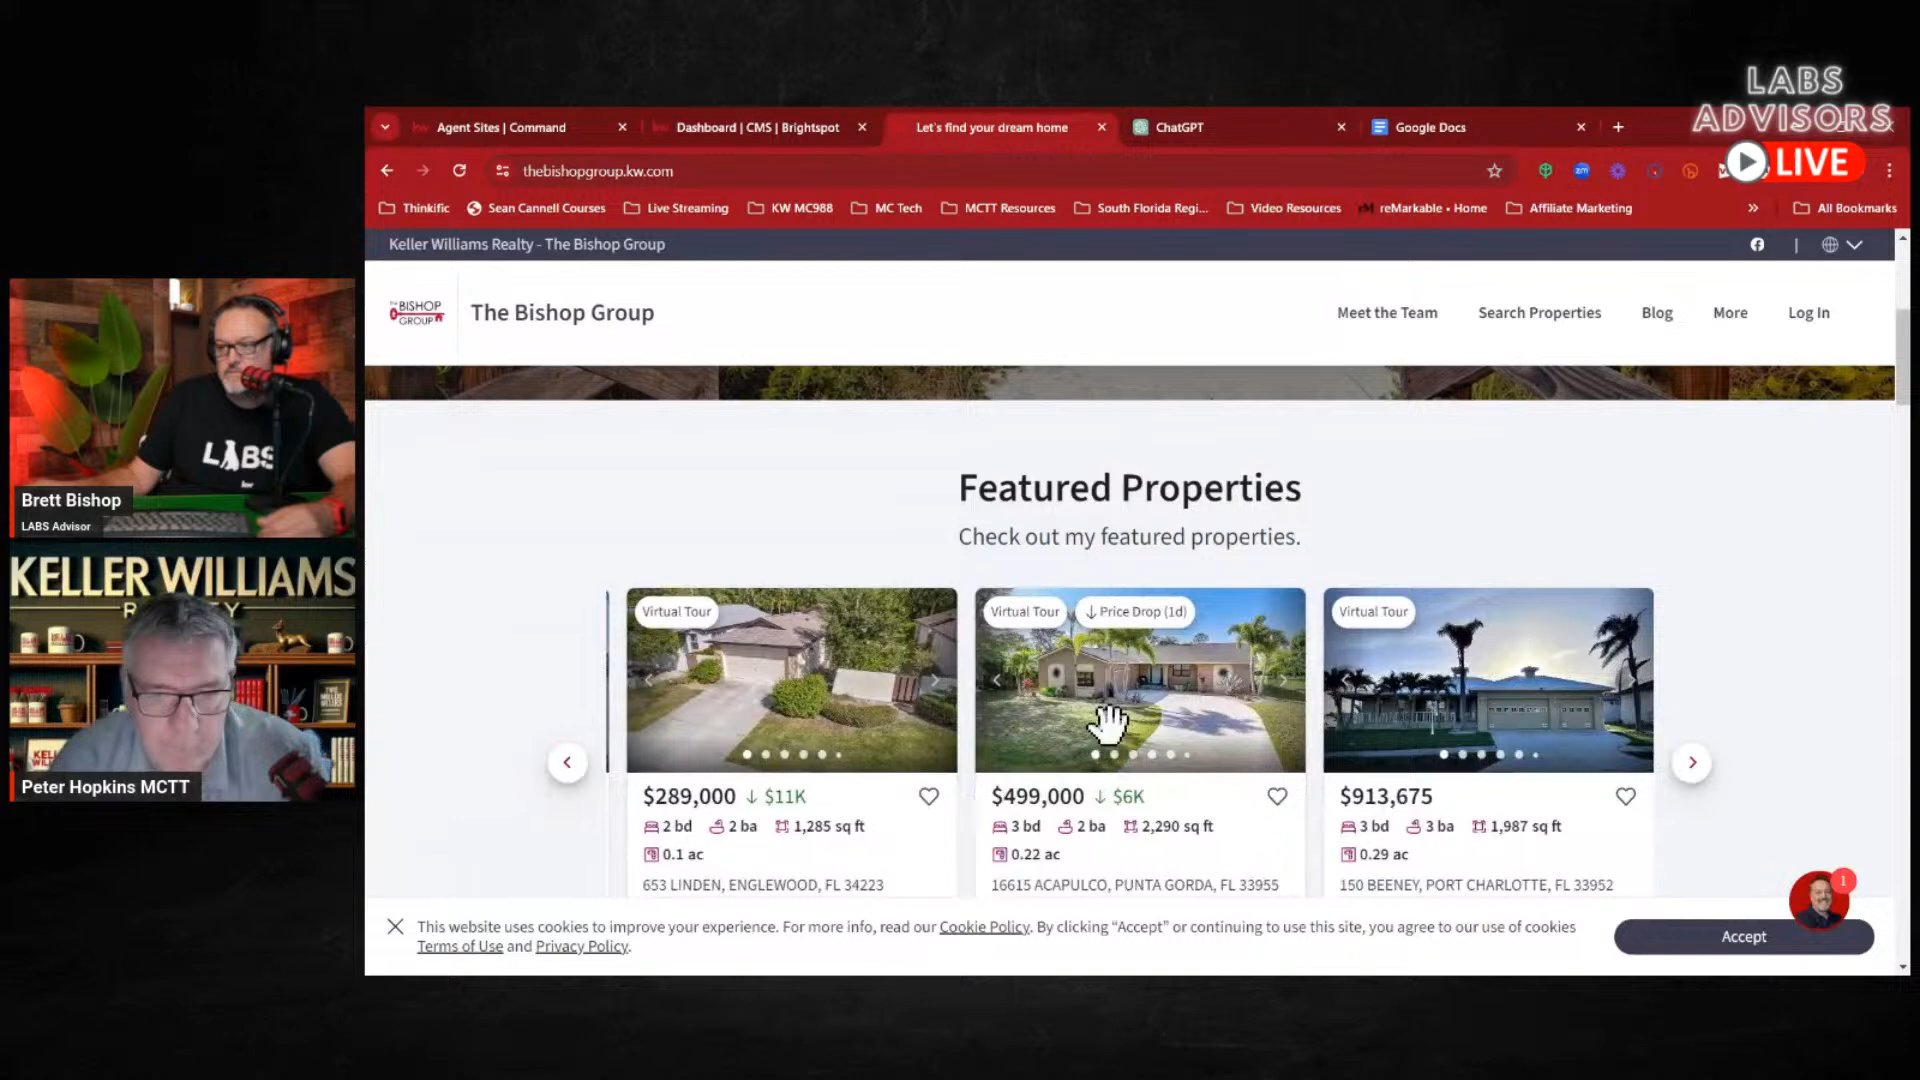 LABS
ADVISORS
LIVE
Agent Sites | Command
Dashboard | CMS | Brightspot
Let's find your dream home
ChatGPT
Google Docs
thebishopgroup.kw.com
Thinkific
Sean Cannell Courses
Live Streaming
KW MC988
MC Tech
MCTT Resources
South Florida Regi...
Video Resources
reMarkable • Home
Affiliate Marketing
All Bookmarks
Keller Williams Realty - The Bishop Group
THE BISHOP GROUP
The Bishop Group
Meet the Team
Search Properties
Blog
More
Log In
LABS
kw
Brett Bishop
LABS Advisor
KELLER WILLIAMS
Peter Hopkins MCTT
Featured Properties
Check out my featured properties.
Virtual Tour
Virtual Tour
↓ Price Drop (1d)
Virtual Tour
$289,000 ↓ $11K
2 bd 2 ba 1,285 sq ft
0.1 ac
653 LINDEN, ENGLEWOOD, FL 34223
$499,000 ↓ $6K
3 bd 2 ba 2,290 sq ft
0.22 ac
16615 ACAPULCO, PUNTA GORDA, FL 33955
$913,675
3 bd 3 ba 1,987 sq ft
0.29 ac
150 BEENEY, PORT CHARLOTTE, FL 33952
1
This website uses cookies to improve your experience. For more info, read our Cookie Policy. By clicking “Accept” or continuing to use this site, you agree to our use of cookies
Terms of Use and Privacy Policy.
Accept